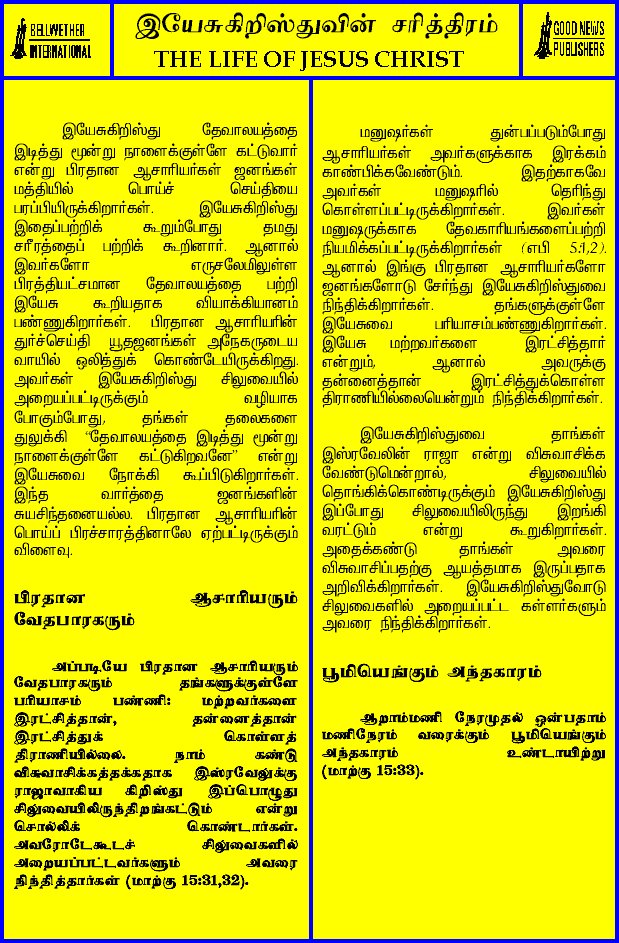 BELLWETHER
INTERNATIONAL
இயேசுகிறிஸ்துவின் சரித்திரம்
THE LIFE OF JESUS CHRIST
GOOD NEWS
PUBLISHERS
இயேசுகிறிஸ்து தேவாலயத்தை
இடித்து மூன்று நாளைக்குள்ளே கட்டுவார்
என்று பிரதான ஆசாரியர்கள் ஜனங்கள்
மத்தியில் பொய்ச் செய்தியை
பரப்பியிருக்கிறார்கள். இயேசுகிறிஸ்து
இதைப்பற்றிக் கூறும்போது தமது
சரீரத்தைப் பற்றிக் கூறினார். ஆனால்
இவர்களோ எருசலேமிலுள்ள
பிரத்தியட்சமான தேவாலயத்தை பற்றி
இயேசு கூறியதாக வியாக்கியானம்
பண்ணுகிறார்கள். பிரதான ஆசாரியரின்
துர்ச்செய்தி யூதஜனங்கள் அநேகருடைய
வாயில் ஒலித்துக் கொண்டேயிருக்கிறது.
அவர்கள் இயேசுகிறிஸ்து சிலுவையில்
அறையப்பட்டிருக்கும் வழியாக
போகும்போது, தங்கள் தலைகளை
துலுக்கி “தேவாலயத்தை இடித்து மூன்று
நாளைக்குள்ளே கட்டுகிறவனே” என்று
இயேசுவை நோக்கி கூப்பிடுகிறார்கள்.
இந்த வார்த்தை ஜனங்களின்
சுயசிந்தனையல்ல. பிரதான ஆசாரியரின்
பொய்ப் பிரச்சாரத்தினாலே ஏற்பட்டிருக்கும்
விளைவு.
பிரதான ஆசாரியரும்
வேதபாரகரும்
அப்படியே பிரதான ஆசாரியரும்
வேதபாரகரும் தங்களுக்குள்ளே
பரியாசம் பண்ணி: மற்றவர்களை
இரட்சித்தான், தன்னைத்தான்
இரட்சித்துக் கொள்ளத்
திராணியில்லை. நாம் கண்டு
விசுவாசிக்கத்தக்கதாக இஸ்ரவேலுக்கு
ராஜாவாகிய கிறிஸ்து இப்பொழுது
சிலுவையிலிருந்திறங்கட்டும் என்று
சொல்லிக் கொண்டார்கள்.
அவரோடேகூடச் சிலுவைகளில்
அறையப்பட்டவர்களும் அவரை
நிந்தித்தார்கள் (மாற்கு 15:31,32).
மனுஷர்கள் துன்பப்படும்போது
ஆசாரியர்கள் அவர்களுக்காக இரக்கம்
காண்பிக்கவேண்டும். இதற்காகவே
அவர்கள் மனுஷரில் தெரிந்து
கொள்ளப்பட்டிருக்கிறார்கள். இவர்கள்
மனுஷருக்காக தேவகாரியங்களைப்பற்றி
நியமிக்கப்பட்டிருக்கிறார்கள் (எபி 5:1,2).
ஆனால் இங்கு பிரதான ஆசாரியர்களோ
ஜனங்களோடு சேர்ந்து இயேசுகிறிஸ்துவை
நிந்திக்கிறார்கள். தங்களுக்குள்ளே
இயேசுவை பரியாசம்பண்ணுகிறார்கள்.
இயேசு மற்றவர்களை இரட்சித்தார்
என்றும், ஆனால் அவருக்கு
தன்னைத்தான் இரட்சித்துக்கொள்ள
திராணியில்லையென்றும் நிந்திக்கிறார்கள்.
இயேசுகிறிஸ்துவை தாங்கள்
இஸ்ரவேலின் ராஜா என்று விசுவாசிக்க
வேண்டுமென்றால், சிலுவையில்
தொங்கிக்கொண்டிருக்கும் இயேசுகிறிஸ்து
இப்போது சிலுவையிலிருந்து இறங்கி
வரட்டும் என்று கூறுகிறார்கள்.
அதைக்கண்டு தாங்கள் அவரை
விசுவாசிப்பதற்கு ஆயத்தமாக இருப்பதாக
அறிவிக்கிறார்கள். இயேசுகிறிஸ்துவோடு
சிலுவைகளில் அறையப்பட்ட கள்ளர்களும்
அவரை நிந்திக்கிறார்கள்.
பூமியெங்கும் அந்தகாரம்
ஆறாம்மணி நேரமுதல் ஒன்பதாம்
மணிநேரம் வரைக்கும் பூமியெங்கும்
அந்தகாரம் உண்டாயிற்று
(மாற்கு 15:33).